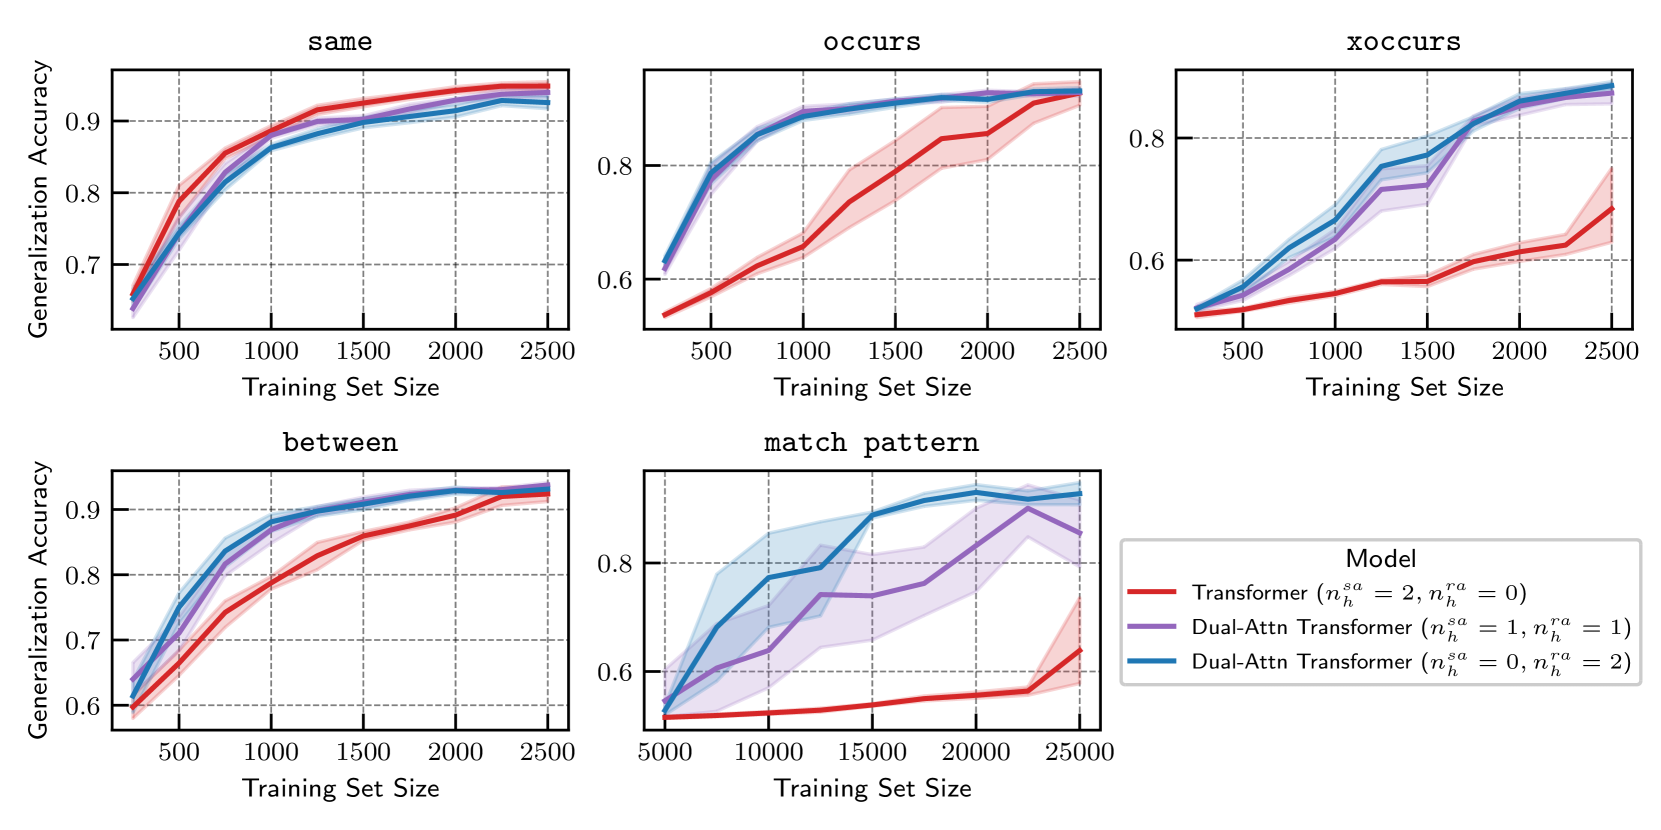 same
occurs
xoccurs
Generalization Accuracy
0.9
0.8
0.7
500 1000 1500 2000 2500
Training Set Size
0.8
0.6
500 1000 1500 2000 2500
Training Set Size
0.8
0.6
500 1000 1500 2000 2500
Training Set Size
between
match pattern
Generalization Accuracy
0.9
0.8
0.7
0.6
500 1000 1500 2000 2500
Training Set Size
0.8
0.6
5000 10000 15000 20000 25000
Training Set Size
Model
Transformer ($n_h^{sa} = 2, n_h^{ra} = 0$)
Dual-Attn Transformer ($n_h^{sa} = 1, n_h^{ra} = 1$)
Dual-Attn Transformer ($n_h^{sa} = 0, n_h^{ra} = 2$)